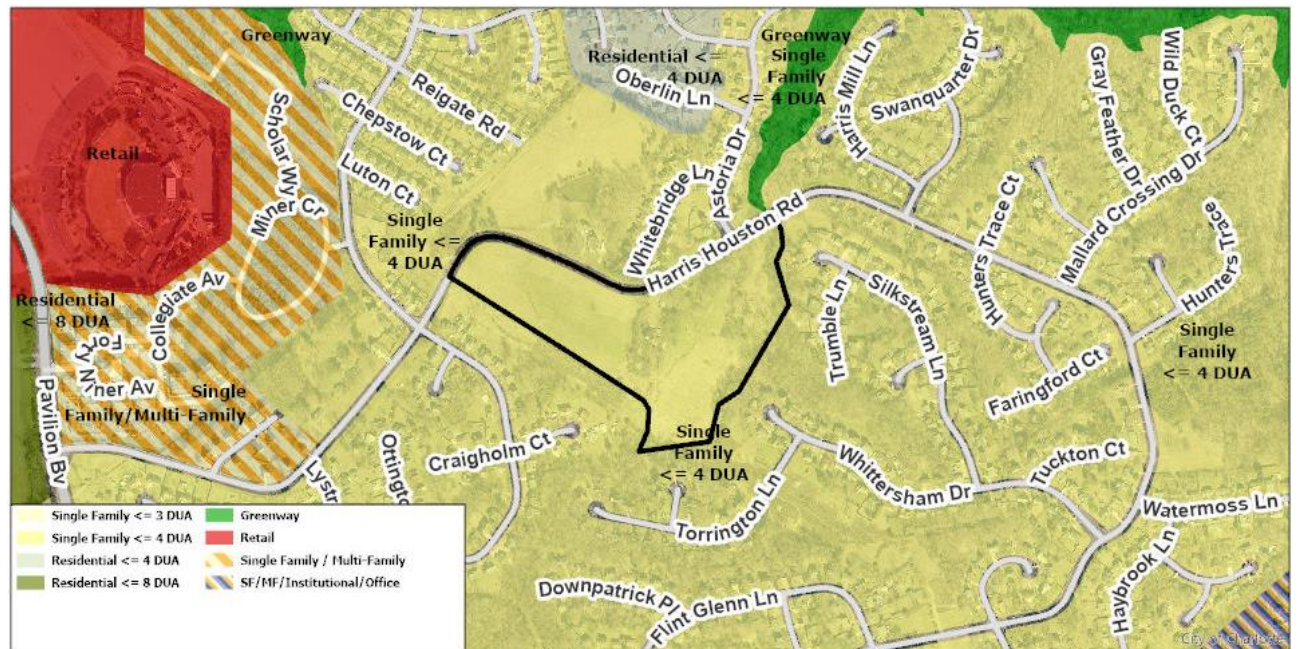 Greenway
Residential <=
4 DUA
Greenway
Single
Family
<= 4 DUA
Oberlin Ln
Harris Mill Ln
Swanquarter Dr
Gray Feather Dr
Wild Duck Ct
Scholar Wy
Chepstow Ct
Reigate Rd
Retail
Luton Ct
Miner Cr
Whitebridge Ln
Astoria Dr
Hunters Trace Ct
Mallard Crossing Dr
Hunters Trace
Single
Family <=
4 DUA
Harris Houston Rd
Residential
<= 8 DUA
Collegiate Av
Forty Niner Av
Trumble Ln
Silkstream Ln
Single
Family
<= 4 DUA
Faringford Ct
Pavilion Bv
Single
Family/Multi-Family
Single
Family
<= 4 DUA
Craigholm Ct
Lystr
Ottingto
Torrington Ln
Whittersham Dr
Tuckton Ct
Watermoss Ln
Haybrook Ln
Downpatrick Pl
Flint Glenn Ln
Single Family <= 3 DUA
Single Family <= 4 DUA
Residential <= 4 DUA
Residential <= 8 DUA
Greenway
Retail
Single Family / Multi-Family
SF/MF/Institutional/Office
City of Charlotte